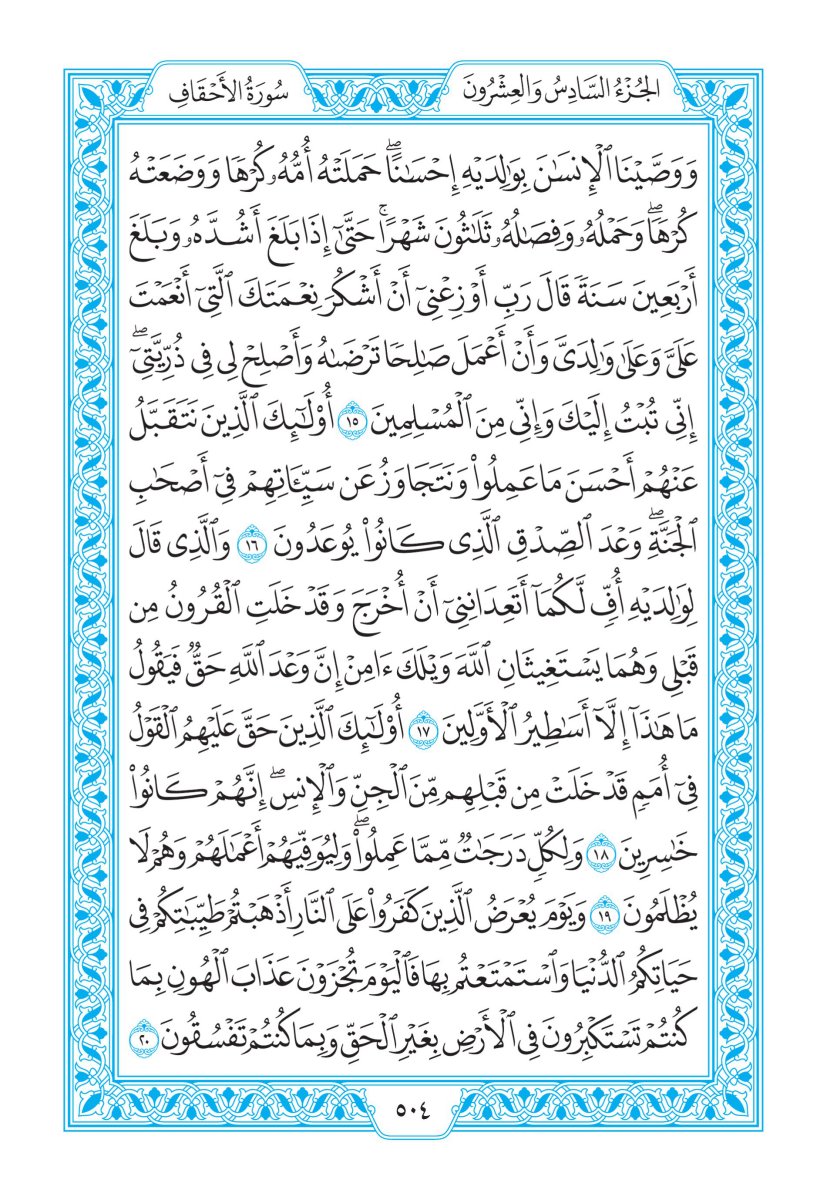 الجُزْءُ السَّادِسُ وَالعِشْرُونَ
سُورَةُ الأَحْقَافِ
وَوَصَّيْنَا ٱلْإِنسَٰنَ بِوَٰلِدَيْهِ إِحْسَٰنًاۖ حَمَلَتْهُ أُمُّهُۥ كُرْهًا وَوَضَعَتْهُ
كُرْهًاۖ وَحَمْلُهُۥ وَفِصَٰلُهُۥ ثَلَٰثُونَ شَهْرًاۚ حَتَّىٰٓ إِذَا بَلَغَ أَشُدَّهُۥ وَبَلَغَ
أَرْبَعِينَ سَنَةً قَالَ رَبِّ أَوْزِعْنِىٓ أَنْ أَشْكُرَ نِعْمَتَكَ ٱلَّتِىٓ أَنْعَمْتَ
عَلَىَّ وَعَلَىٰ وَٰلِدَىَّ وَأَنْ أَعْمَلَ صَٰلِحًا تَرْضَىٰهُ وَأَصْلِحْ لِى فِى ذُرِّيَّتِىٓۖ
إِنِّى تُبْتُ إِلَيْكَ وَإِنِّى مِنَ ٱلْمُسْلِمِينَ ١٥ أُو۟لَٰٓئِكَ ٱلَّذِينَ نَتَقَبَّلُ
عَنْهُمْ أَحْسَنَ مَا عَمِلُوا۟ وَنَتَجَاوَزُ عَن سَيِّـَٔاتِهِمْ فِىٓ أَصْحَٰبِ
ٱلْجَنَّةِۖ وَعْدَ ٱلصِّدْقِ ٱلَّذِى كَانُوا۟ يُوعَدُونَ ١٦ وَٱلَّذِى قَالَ
لِوَٰلِدَيْهِ أُفٍّ لَّكُمَآ أَتَعِدَانِنِىٓ أَنْ أُخْرَجَ وَقَدْ خَلَتِ ٱلْقُرُونُ مِن
قَبْلِى وَهُمَا يَسْتَغِيثَانِ ٱللَّهَ وَيْلَكَ ءَامِنْ إِنَّ وَعْدَ ٱللَّهِ حَقٌّ فَيَقُولُ
مَا هَٰذَآ إِلَّآ أَسَٰطِيرُ ٱلْأَوَّلِينَ ١٧ أُو۟لَٰٓئِكَ ٱلَّذِينَ حَقَّ عَلَيْهِمُ ٱلْقَوْلُ
فِىٓ أُمَمٍ قَدْ خَلَتْ مِن قَبْلِهِم مِّنَ ٱلْجِنِّ وَٱلْإِنسِۖ إِنَّهُمْ كَانُوا۟
خَٰسِرِينَ ١٨ وَلِكُلٍّ دَرَجَٰتٌ مِّمَّا عَمِلُوا۟ۖ وَلِيُوَفِّيَهُمْ أَعْمَٰلَهُمْ وَهُمْ لَا
يُظْلَمُونَ ١٩ وَيَوْمَ يُعْرَضُ ٱلَّذِينَ كَفَرُوا۟ عَلَى ٱلنَّارِ أَذْهَبْتُمْ طَيِّبَٰتِكُمْ فِى
حَيَاتِكُمُ ٱلدُّنْيَا وَٱسْتَمْتَعْتُم بِهَا فَٱلْيَوْمَ تُجْزَوْنَ عَذَابَ ٱلْهُونِ بِمَا
كُنتُمْ تَسْتَكْبِرُونَ فِى ٱلْأَرْضِ بِغَيْرِ ٱلْحَقِّ وَبِمَا كُنتُمْ تَفْسُقُونَ ٢٠
٥٠٤